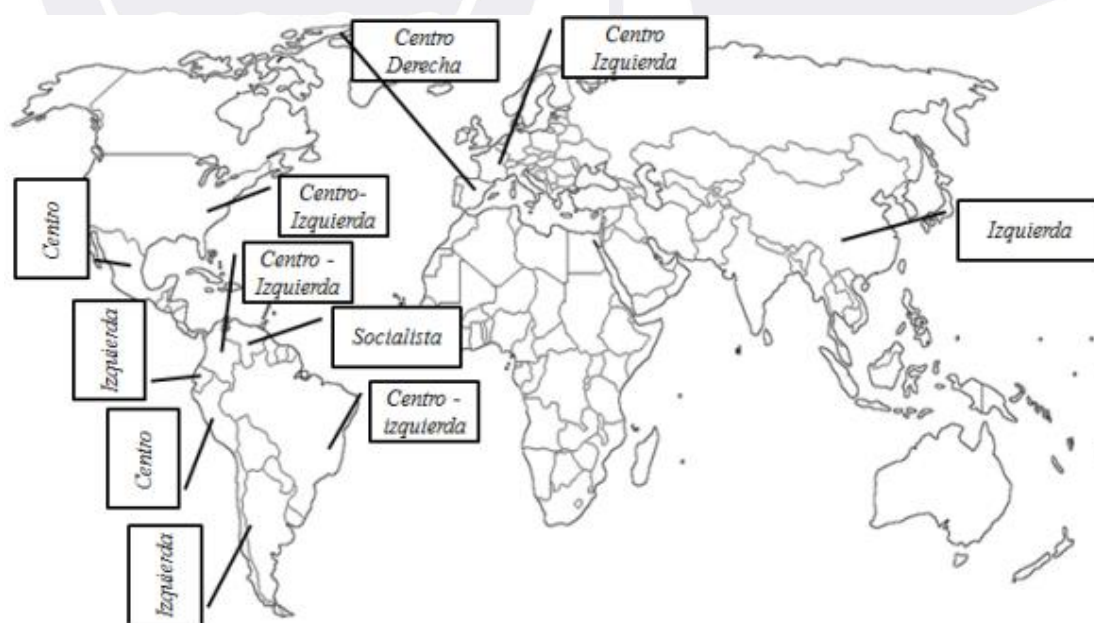 Centro
Derecha
Centro
Izquierda
Centro
Centro-
Izquierda
Izquierda
Centro -
Izquierda
Izquierda
Socialista
Centro -
izquierda
Centro
Izquierda